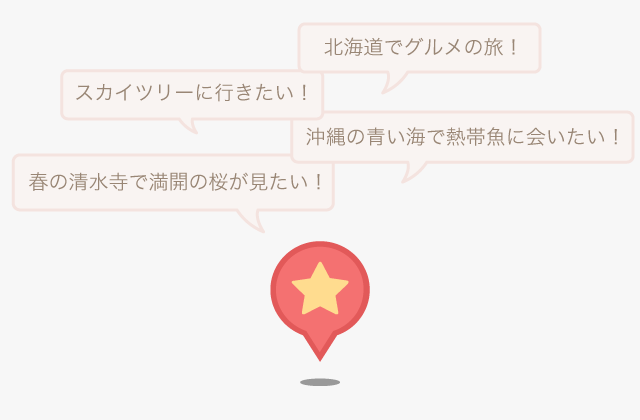 北海道でグルメの旅！
スカイツリーに行きたい！
沖縄の青い海で熱帯魚に会いたい！
春の清水寺で満開の桜が見たい！